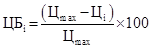 ЦБi = (Цmax – Цi) / Цmax ×100